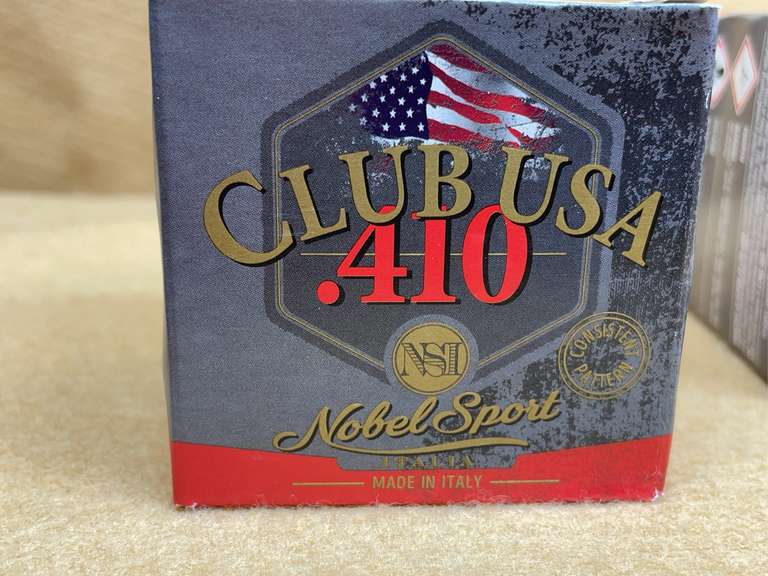 CLUB USA
.410
NSI
CONSISTENT
PATTERN
Nobel Sport
ITALIA
MADE IN ITALY